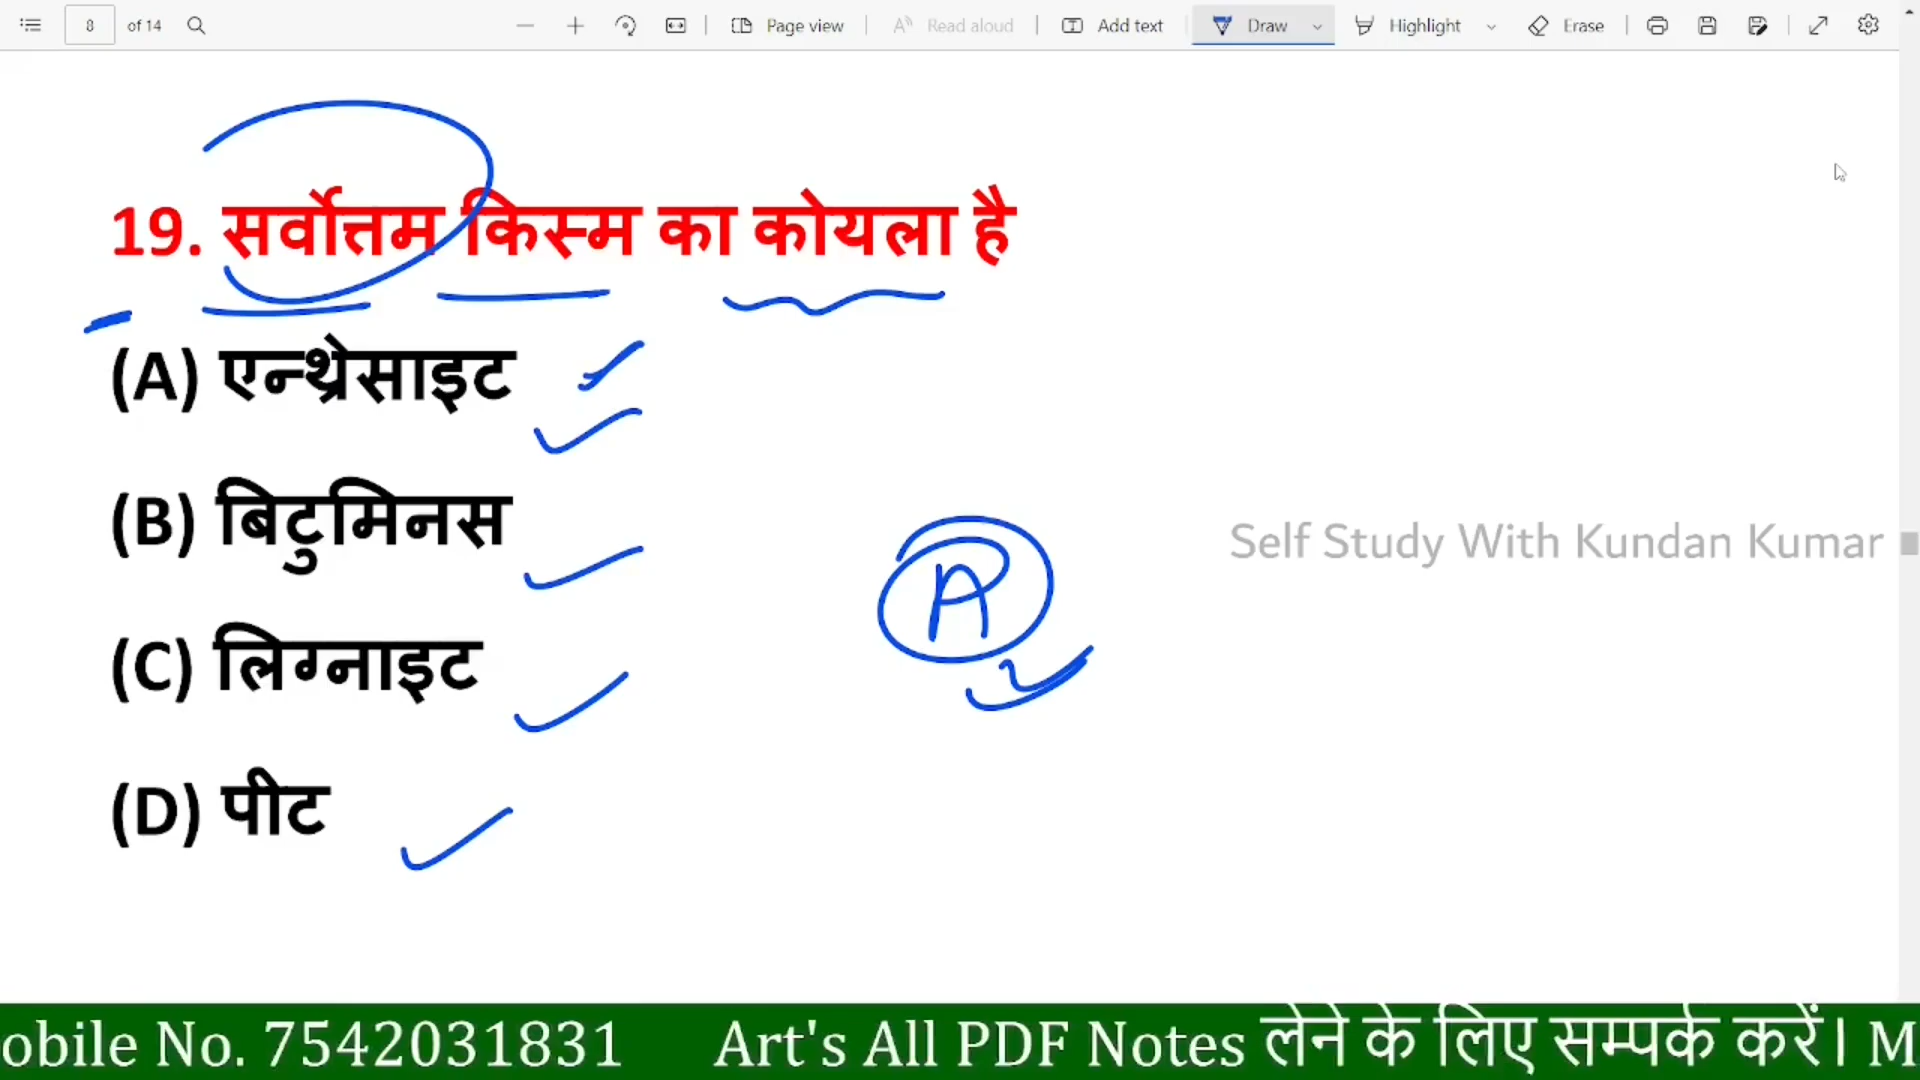 8 of 14 Page view Read aloud Add text Draw Highlight Erase
19. सर्वोत्तम किस्म का कोयला है
(A) एन्थ्रेसाइट
(B) बिटुमिनस
(C) लिग्नाइट
(D) पीट
A
Self Study With Kundan Kumar
obile No. 7542031831 Art's All PDF Notes लेने के लिए सम्पर्क करें। M